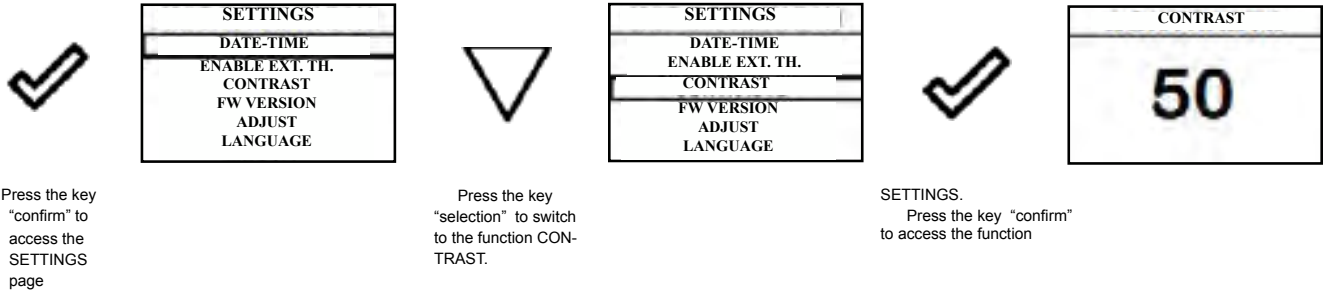 SETTINGS
DATE-TIME
ENABLE EXT. TH.
CONTRAST
FW VERSION
ADJUST
LANGUAGE
SETTINGS
DATE-TIME
ENABLE EXT. TH.
CONTRAST
FW VERSION
ADJUST
LANGUAGE
CONTRAST
50
Press the key
“confirm” to
access the
SETTINGS
page
Press the key
“selection” to switch
to the function CON-
TRAST.
SETTINGS.
Press the key “confirm”
to access the function